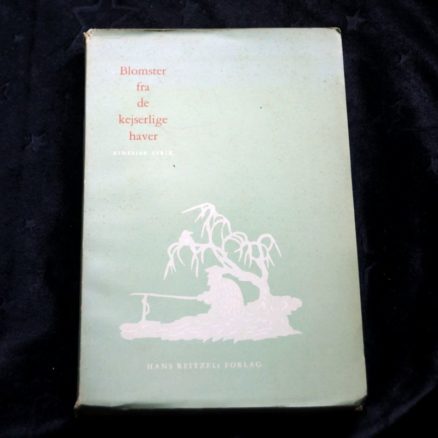 Blomster
fra
de
kejserlige
haver
KINESISK LYRIK
HANS REITZELS FORLAG